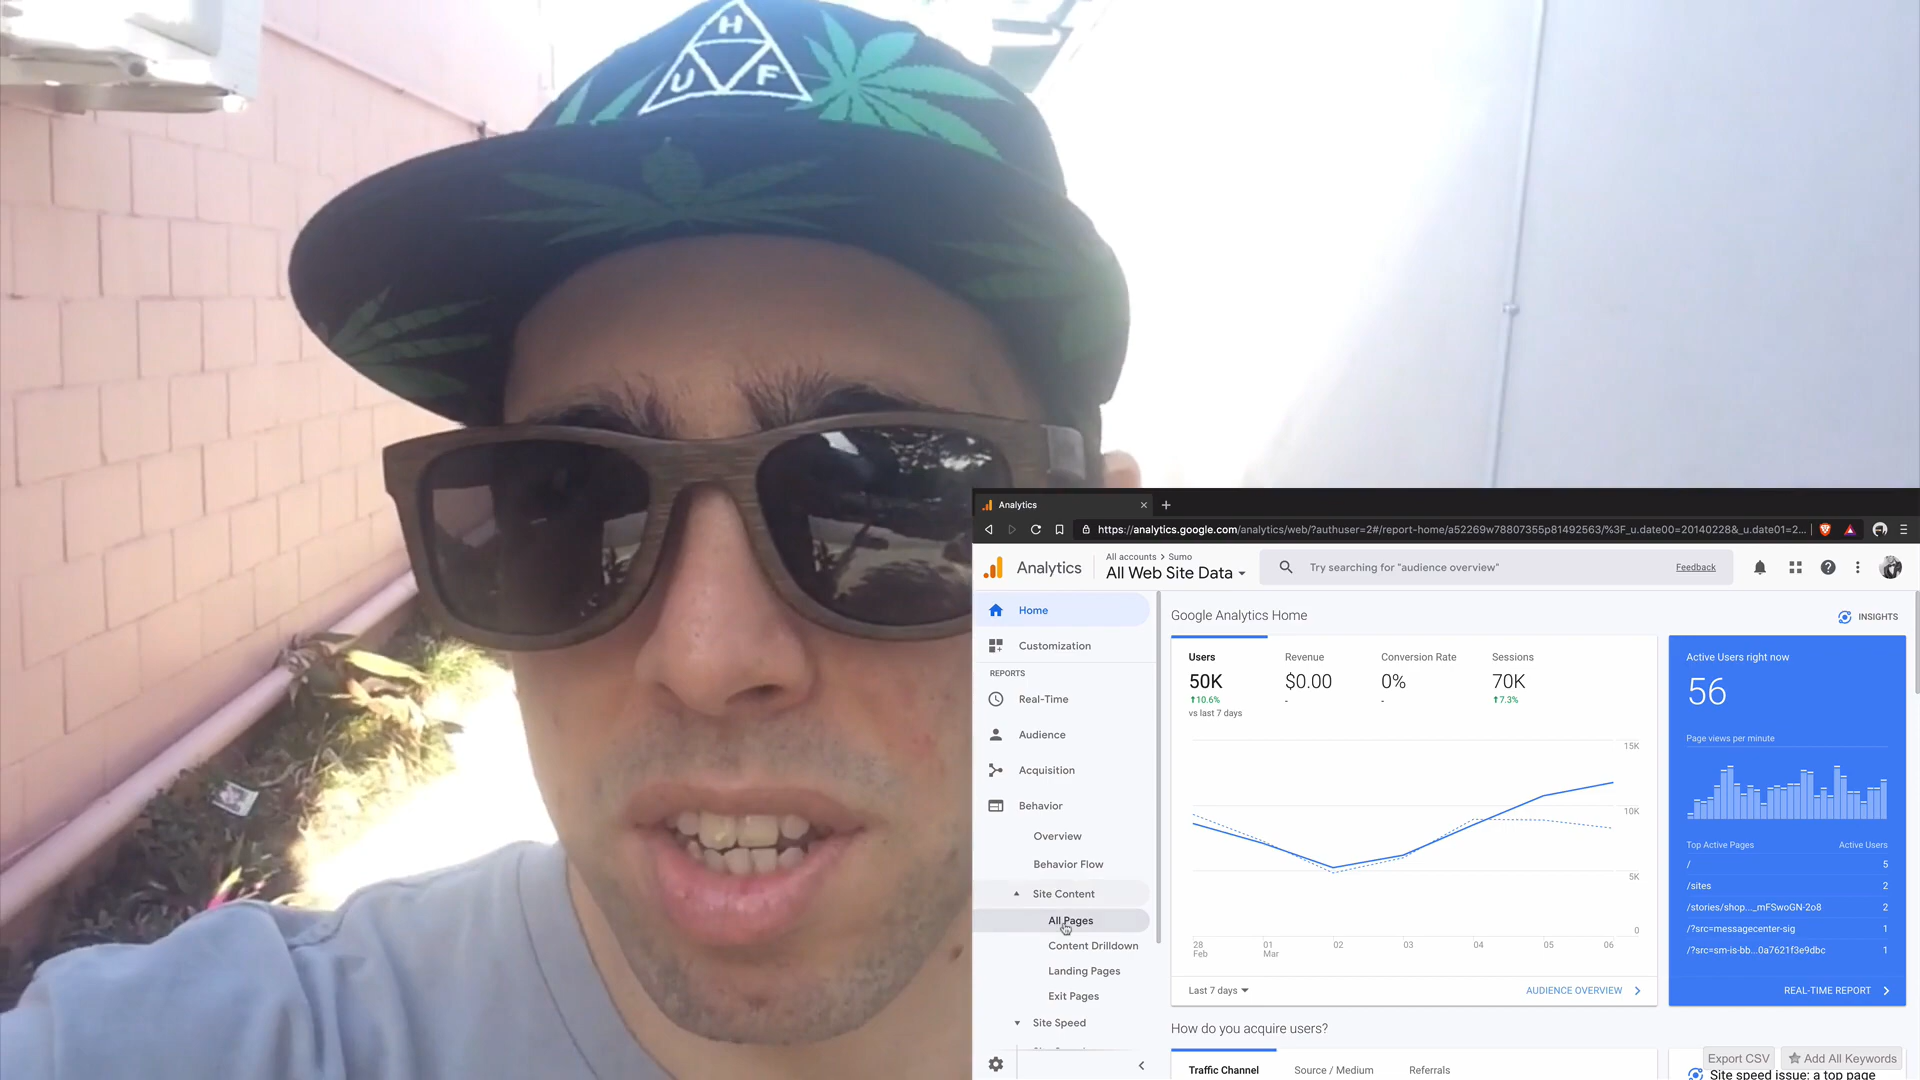 H
U F
Analytics
https://analytics.google.com/analytics/web/?authuser=2#/report-home/a52269w78807355p81492563/%3F_u.date00=20140228&_u.date01=2...
Analytics
All accounts > Sumo
All Web Site Data
Try searching for "audience overview"
Feedback
Home
Customization
REPORTS
Real-Time
Audience
Acquisition
Behavior
Overview
Behavior Flow
Site Content
All Pages
Content Drilldown
Landing Pages
Exit Pages
Site Speed
Google Analytics Home
INSIGHTS
Users
50K
10.6%
vs last 7 days
Revenue
$0.00
-
Conversion Rate
0%
-
Sessions
70K
7.3%
15K
10K
5K
0
28 01 02 03 04 05 06
Feb Mar
Last 7 days
AUDIENCE OVERVIEW
Active Users right now
56
Page views per minute
Top Active Pages Active Users
/ 5
/sites 2
/stories/shop..._mFSwoGN-2o8 2
/?src=messagecenter-sig 1
/?src=sm-is-bb...0a7621f3e9dbc 1
REAL-TIME REPORT
How do you acquire users?
Traffic Channel Source / Medium Referrals
Export CSV Add All Keywords
Site speed issue: a top page